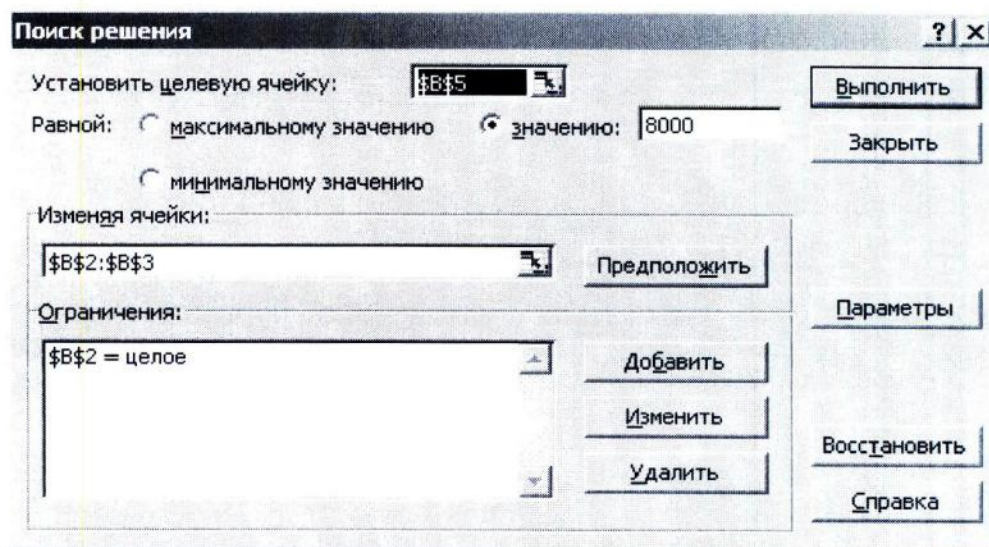 Поиск решения
Установить целевую ячейку: $B$5
Выполнить
Равной: максимальному значению значению: 8000
Закрыть
минимальному значению
Изменяя ячейки:
$B$2:$B$3
Предположить
Параметры
Ограничения:
$B$2 = целое
Добавить
Изменить
Удалить
Восстановить
Справка